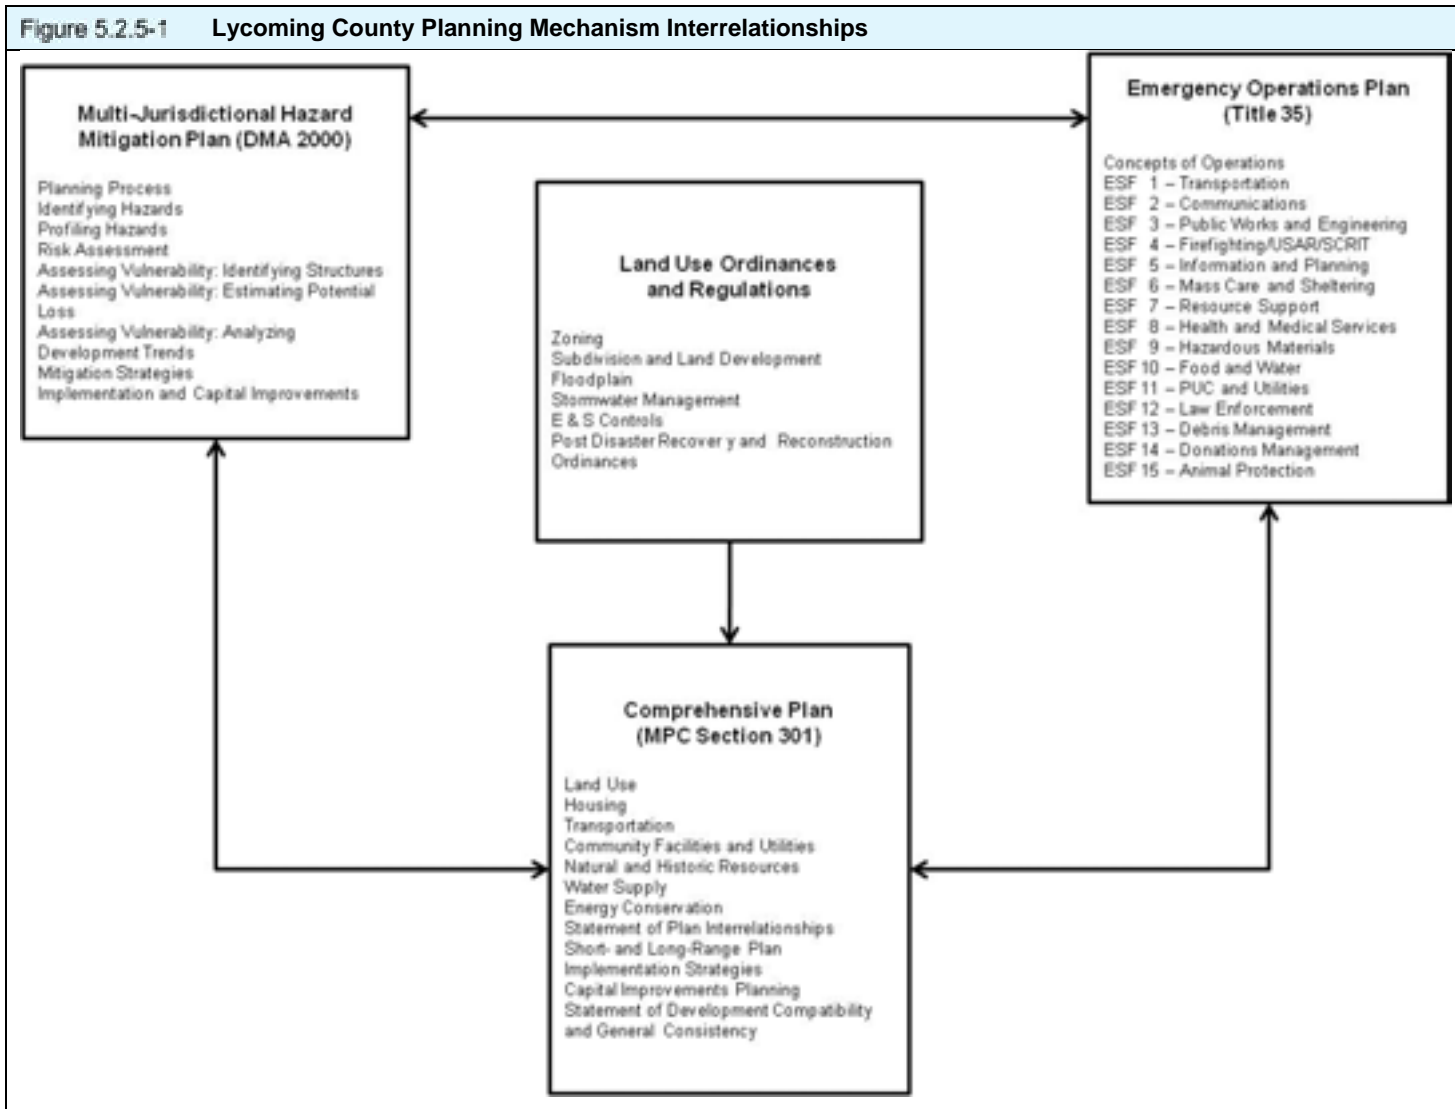 Figure 5.2.5-1 Lycoming County Planning Mechanism Interrelationships
Multi-Jurisdictional Hazard
Mitigation Plan (DMA 2000)
Planning Process
Identifying Hazards
Profiling Hazards
Risk Assessment
Assessing Vulnerability: Identifying Structures
Assessing Vulnerability: Estimating Potential
Loss
Assessing Vulnerability: Analyzing
Development Trends
Mitigation Strategies
Implementation and Capital Improvements
Land Use Ordinances
and Regulations
Zoning
Subdivision and Land Development
Floodplain
Stormwater Management
E & S Controls
Post Disaster Recover y and Reconstruction
Ordinances
Emergency Operations Plan
(Title 35)
Concepts of Operations
ESF 1 – Transportation
ESF 2 – Communications
ESF 3 – Public Works and Engineering
ESF 4 – Firefighting/USAR/SCRIT
ESF 5 – Information and Planning
ESF 6 – Mass Care and Sheltering
ESF 7 – Resource Support
ESF 8 – Health and Medical Services
ESF 9 – Hazardous Materials
ESF 10 – Food and Water
ESF 11 – PUC and Utilities
ESF 12 – Law Enforcement
ESF 13 – Debris Management
ESF 14 – Donations Management
ESF 15 – Animal Protection
Comprehensive Plan
(MPC Section 301)
Land Use
Housing
Transportation
Community Facilities and Utilities
Natural and Historic Resources
Water Supply
Energy Conservation
Statement of Plan Interrelationships
Short- and Long-Range Plan
Implementation Strategies
Capital Improvements Planning
Statement of Development Compatibility
and General Consistency